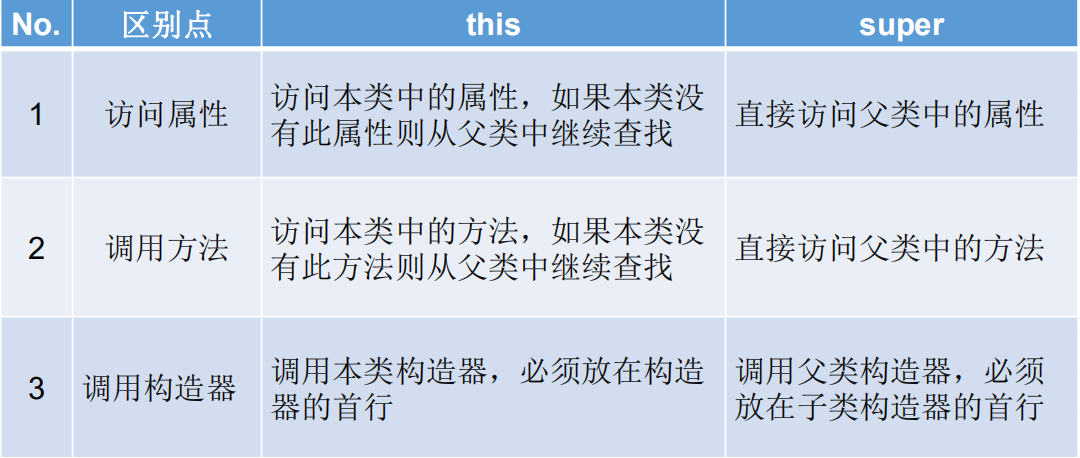 No. 区别点 this super
1 访问属性 访问本类中的属性，如果本类没有此属性则从父类中继续查找 直接访问父类中的属性
2 调用方法 访问本类中的方法，如果本类没有此方法则从父类中继续查找 直接访问父类中的方法
3 调用构造器 调用本类构造器，必须放在构造器的首行 调用父类构造器，必须放在子类构造器的首行